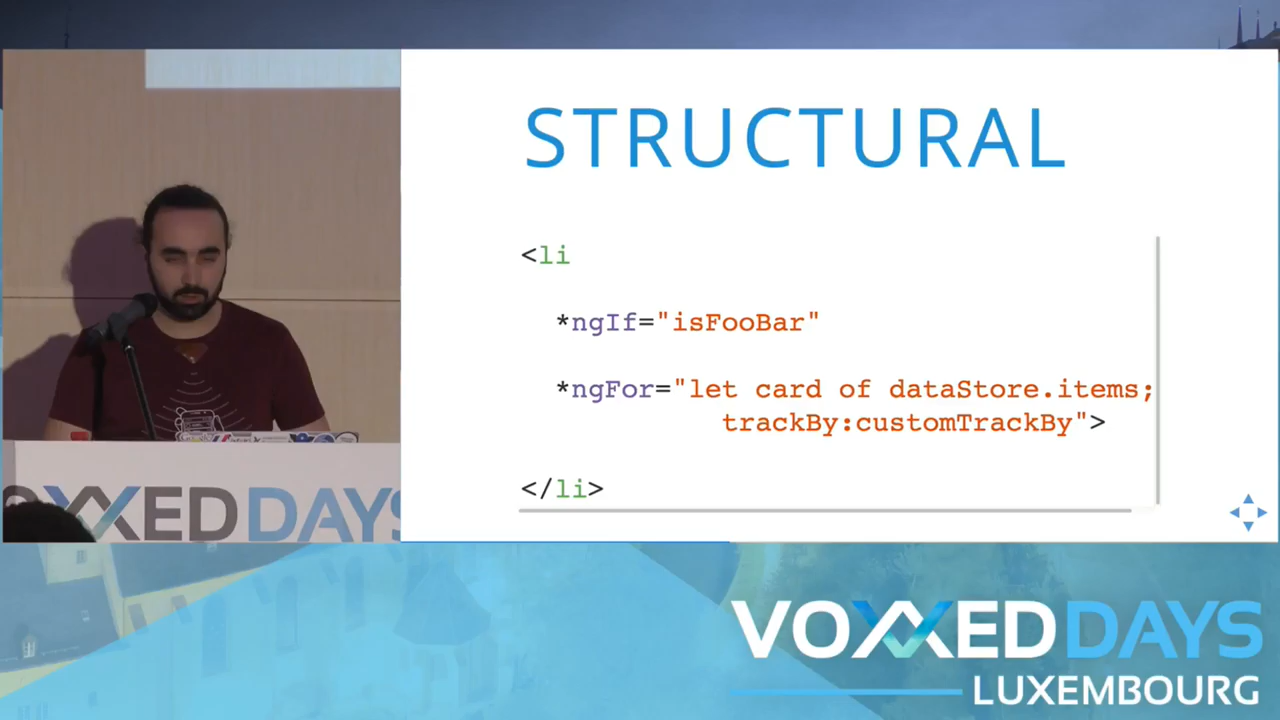 STRUCTURAL
<li
*ngIf="isFooBar"
*ngFor="let card of dataStore.items;
trackBy:customTrackBy">
</li>
VOXXED DAYS
VOXXED DAYS
LUXEMBOURG